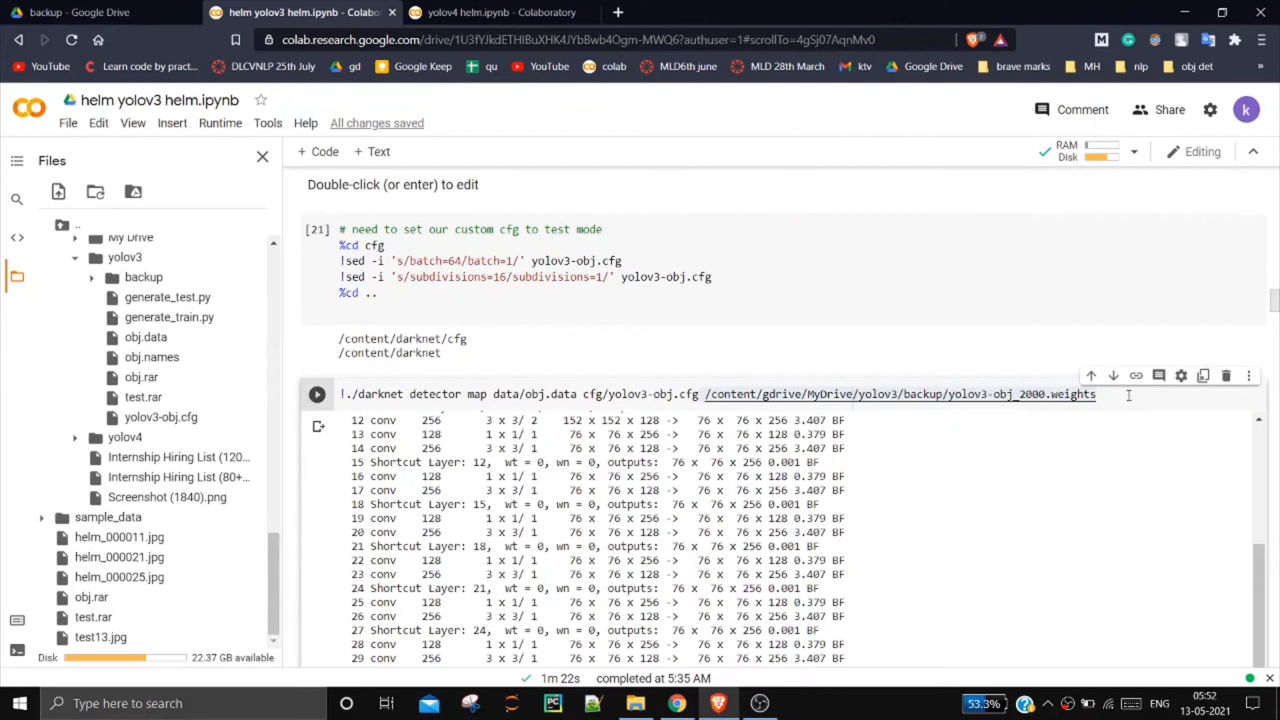 backup - Google Drive
helm yolov3 helm.ipynb - Colabo
yolov4 helm.ipynb - Colaboratory
colab.research.google.com/drive/1U3fYJkdETHIBuXHK4JYbBwb4Ogm-MWQ6?authuser=1#scrollTo=4gSj07AqnMv0
YouTube
Learn code by pract...
DLCVNLP 25th July
gd
Google Keep
qu
YouTube
colab
MLD6th june
MLD 28th March
ktv
Google Drive
brave marks
MH
nlp
obj det
»
helm yolov3 helm.ipynb
Comment
Share
k
File Edit View Insert Runtime Tools Help All changes saved
Files
+ Code + Text
RAM
Disk
Editing
..
My Drive
yolov3
backup
generate_test.py
generate_train.py
obj.data
obj.names
obj.rar
test.rar
yolov3-obj.cfg
yolov4
Internship Hiring List (120...
Internship Hiring List (80+...
Screenshot (1840).png
sample_data
helm_000011.jpg
helm_000021.jpg
helm_000025.jpg
obj.rar
test.rar
test13.jpg
Disk
22.37 GB available
Double-click (or enter) to edit
[21] # need to set our custom cfg to test mode
%cd cfg
!sed -i 's/batch=64/batch=1/' yolov3-obj.cfg
!sed -i 's/subdivisions=16/subdivisions=1/' yolov3-obj.cfg
%cd ..
/content/darknet/cfg
/content/darknet
!./darknet detector map data/obj.data cfg/yolov3-obj.cfg /content/gdrive/MyDrive/yolov3/backup/yolov3-obj_2000.weights
12 conv 256 3 x 3/ 2 152 x 152 x 128 -> 76 x 76 x 256 3.407 BF
13 conv 128 1 x 1/ 1 76 x 76 x 256 -> 76 x 76 x 128 0.379 BF
14 conv 256 3 x 3/ 1 76 x 76 x 128 -> 76 x 76 x 256 3.407 BF
15 Shortcut Layer: 12, wt = 0, wn = 0, outputs: 76 x 76 x 256 0.001 BF
16 conv 128 1 x 1/ 1 76 x 76 x 256 -> 76 x 76 x 128 0.379 BF
17 conv 256 3 x 3/ 1 76 x 76 x 128 -> 76 x 76 x 256 3.407 BF
18 Shortcut Layer: 15, wt = 0, wn = 0, outputs: 76 x 76 x 256 0.001 BF
19 conv 128 1 x 1/ 1 76 x 76 x 256 -> 76 x 76 x 128 0.379 BF
20 conv 256 3 x 3/ 1 76 x 76 x 128 -> 76 x 76 x 256 3.407 BF
21 Shortcut Layer: 18, wt = 0, wn = 0, outputs: 76 x 76 x 256 0.001 BF
22 conv 128 1 x 1/ 1 76 x 76 x 256 -> 76 x 76 x 128 0.379 BF
23 conv 256 3 x 3/ 1 76 x 76 x 128 -> 76 x 76 x 256 3.407 BF
24 Shortcut Layer: 21, wt = 0, wn = 0, outputs: 76 x 76 x 256 0.001 BF
25 conv 128 1 x 1/ 1 76 x 76 x 256 -> 76 x 76 x 128 0.379 BF
26 conv 256 3 x 3/ 1 76 x 76 x 128 -> 76 x 76 x 256 3.407 BF
27 Shortcut Layer: 24, wt = 0, wn = 0, outputs: 76 x 76 x 256 0.001 BF
28 conv 128 1 x 1/ 1 76 x 76 x 256 -> 76 x 76 x 128 0.379 BF
29 conv 256 3 x 3/ 1 76 x 76 x 128 -> 76 x 76 x 256 3.407 BF
1m 22s completed at 5:35 AM
Type here to search
53.3%
ENG
05:52
13-05-2021